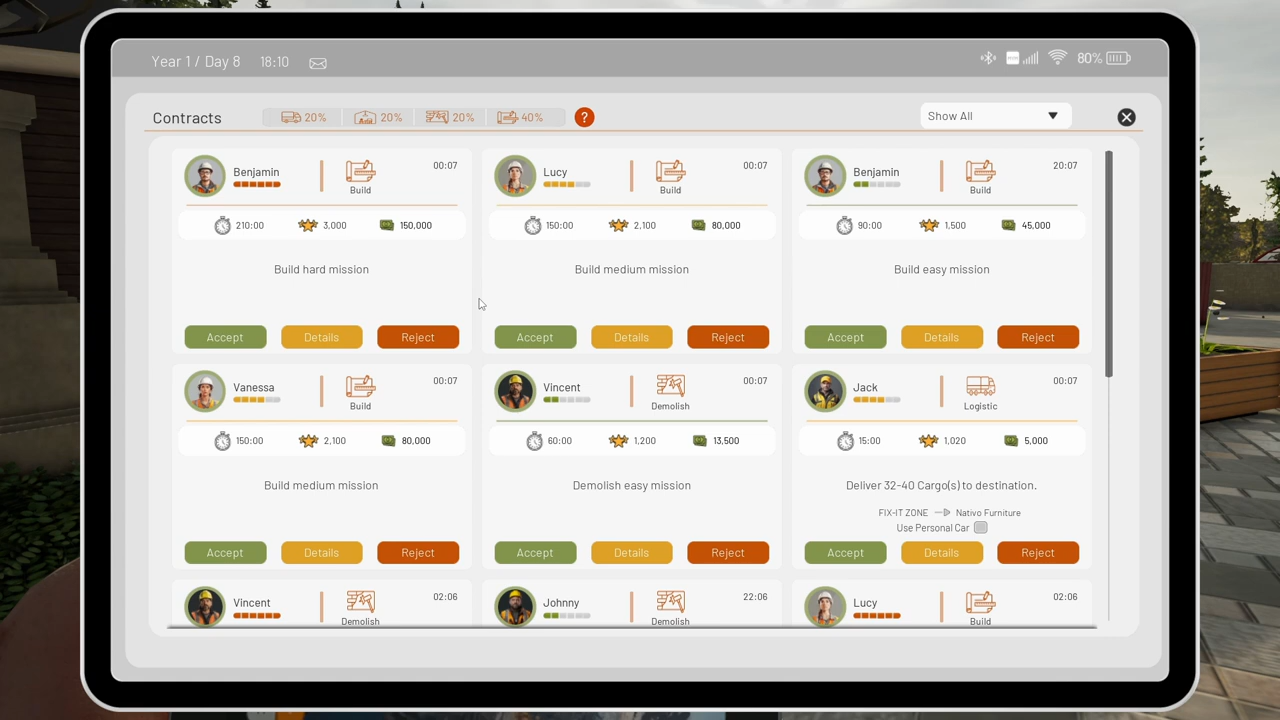 Year 1 / Day 8 18:10 80%
Contracts 20% 20% 20% 40% ? Show All
Benjamin Build 00:07
210:00 3,000 150,000
Build hard mission
Accept Details Reject
Lucy Build 00:07
150:00 2,100 80,000
Build medium mission
Accept Details Reject
Benjamin Build 20:07
90:00 1,500 45,000
Build easy mission
Accept Details Reject
Vanessa Build 00:07
150:00 2,100 80,000
Build medium mission
Accept Details Reject
Vincent Demolish 00:07
60:00 1,200 13,500
Demolish easy mission
Accept Details Reject
Jack Logistic 00:07
15:00 1,020 5,000
Deliver 32-40 Cargo(s) to destination.
FIX-IT ZONE Nativo Furniture
Use Personal Car
Accept Details Reject
Vincent Demolish 02:06
Johnny Demolish 22:06
Lucy Build 02:06